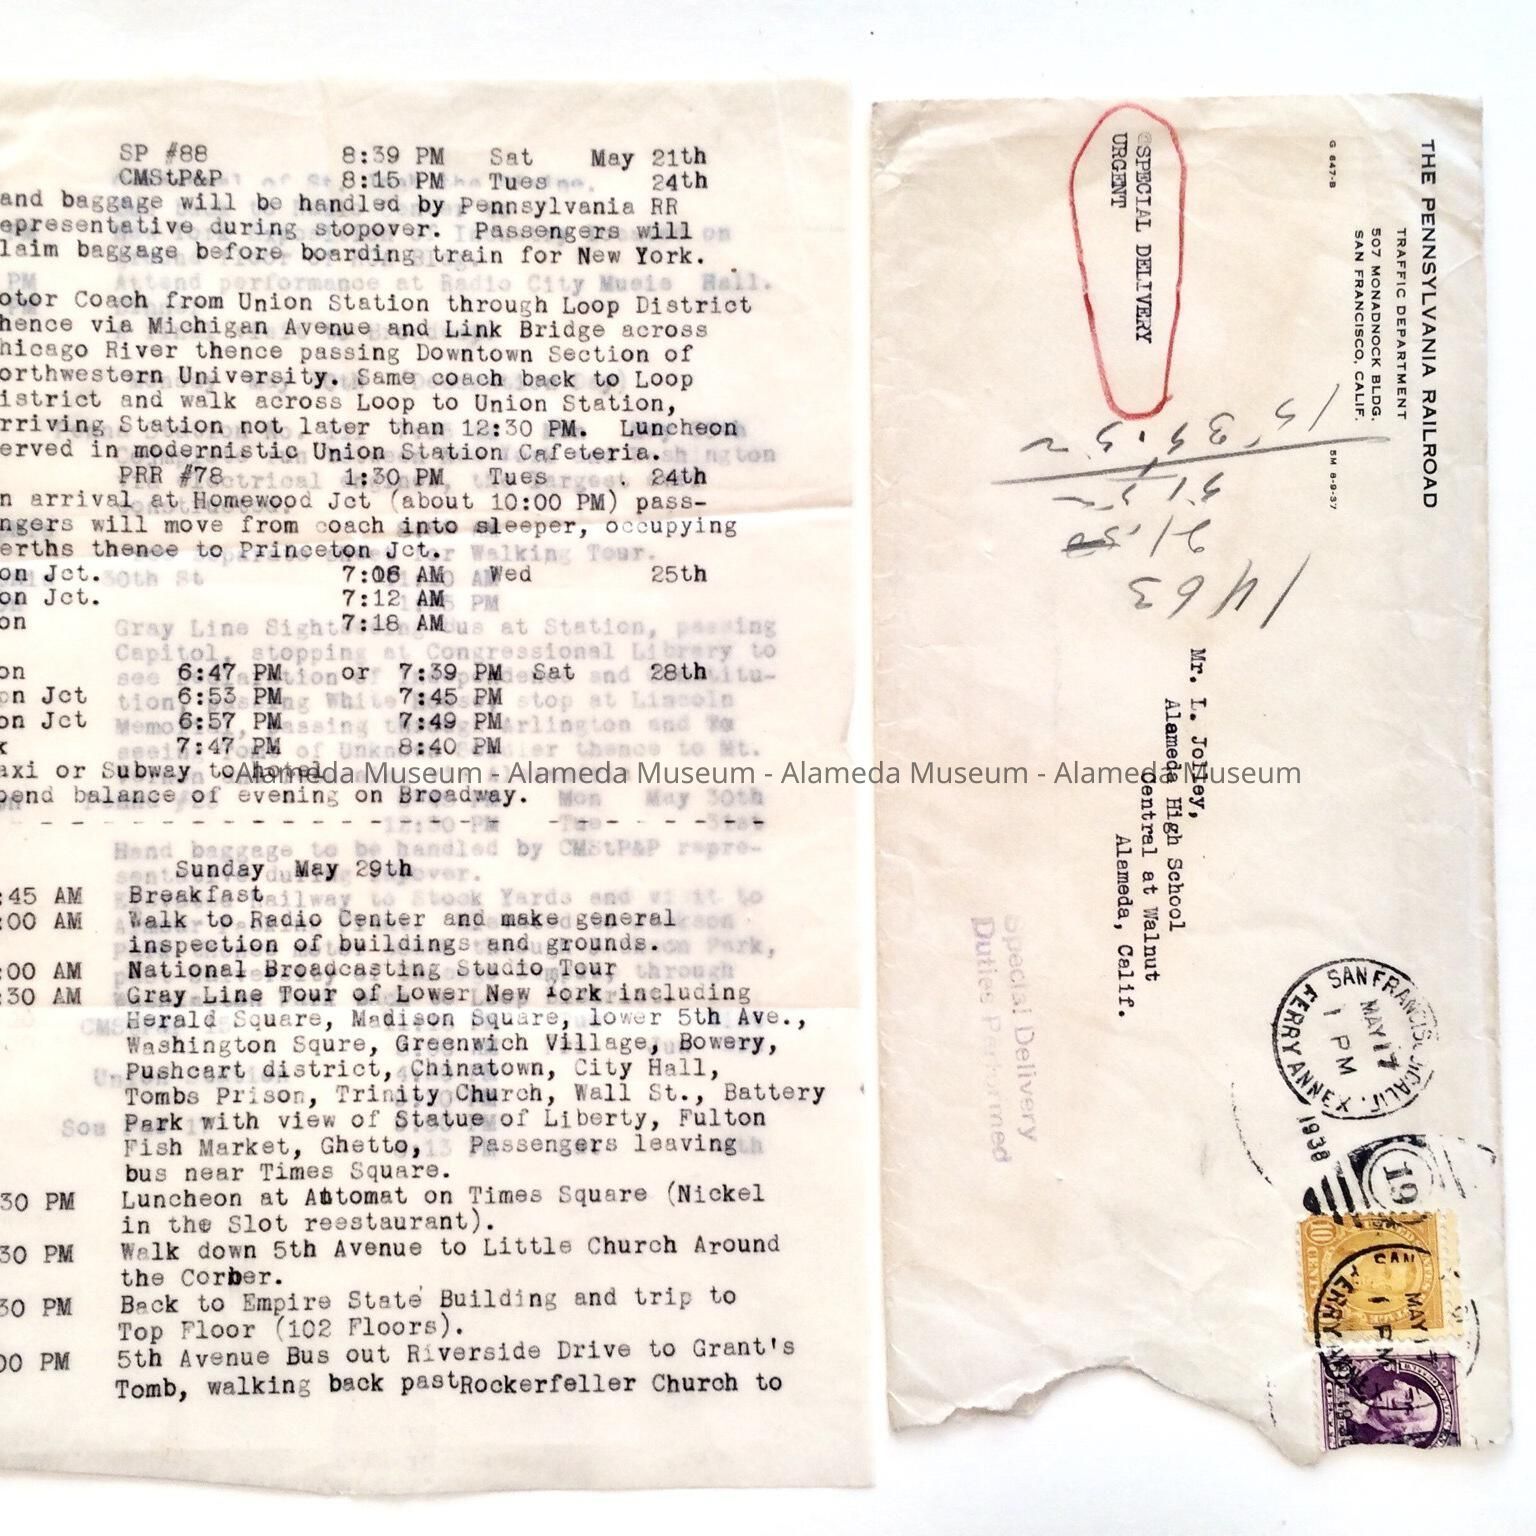 SP #88 8:39 PM Sat May 21th
CMStP&P 8:15 PM Tues 24th
and baggage will be handled by Pennsylvania RR
epresentative during stopover. Passengers will
laim baggage before boarding train for New York.
otor Coach from Union Station through Loop District
hence via Michigan Avenue and Link Bridge across
hicago River thence passing Downtown Section of
orthwestern University. Same coach back to Loop
istrict and walk across Loop to Union Station,
rriving Station not later than 12:30 PM. Luncheon
erved in modernistic Union Station Cafeteria.
PRR #78 1:30 PM Tues. 24th
n arrival at Homewood Jct (about 10:00 PM) pass-
ngers will move from coach into sleeper, occupying
erths thence to Princeton Jct.
on Jct. 7:06 AM Wed 25th
on Jct. 7:12 AM
on 7:18 AM
on 6:47 PM or 7:39 PM Sat 28th
on Jct 6:53 PM 7:45 PM
on Jct 6:57 PM 7:49 PM
k 7:47 PM 8:40 PM
axi or Subway to hotel
pend balance of evening on Broadway.
Sunday May 29th
:45 AM Breakfast
:00 AM Walk to Radio Center and make general
inspection of buildings and grounds.
:00 AM National Broadcasting Studio Tour
:30 AM Gray Line Tour of Lower New York including
Herald Square, Madison Square, lower 5th Ave.,
Washington Squre, Greenwich Village, Bowery,
Pushcart district, Chinatown, City Hall,
Tombs Prison, Trinity Church, Wall St., Battery
Park with view of Statue of Liberty, Fulton
Fish Market, Ghetto, Passengers leaving
bus near Times Square.
30 PM Luncheon at Automat on Times Square (Nickel
in the Slot reestaurant).
30 PM Walk down 5th Avenue to Little Church Around
the Corber.
30 PM Back to Empire State Building and trip to
Top Floor (102 Floors).
00 PM 5th Avenue Bus out Riverside Drive to Grant's
Tomb, walking back pastRockerfeller Church to
THE PENNSYLVANIA RAILROAD
TRAFFIC DEPARTMENT
507 MONADNOCK BLDG.
SAN FRANCISCO, CALIF.
G 647-B
5M 8-9-37
SPECIAL DELIVERY
URGENT
1463
Mr. L. Jolley,
Alameda High School
Central at Walnut
Alameda, Calif.
Special Delivery
Duties Performed
SAN FRANCISCO, CALIF.
MAY 17
1 PM
1938
FERRY ANNEX
19
10 CENTS
SAN
MAY 17
1 PM
Alameda Museum - Alameda Museum - Alameda Museum - Alameda Museum